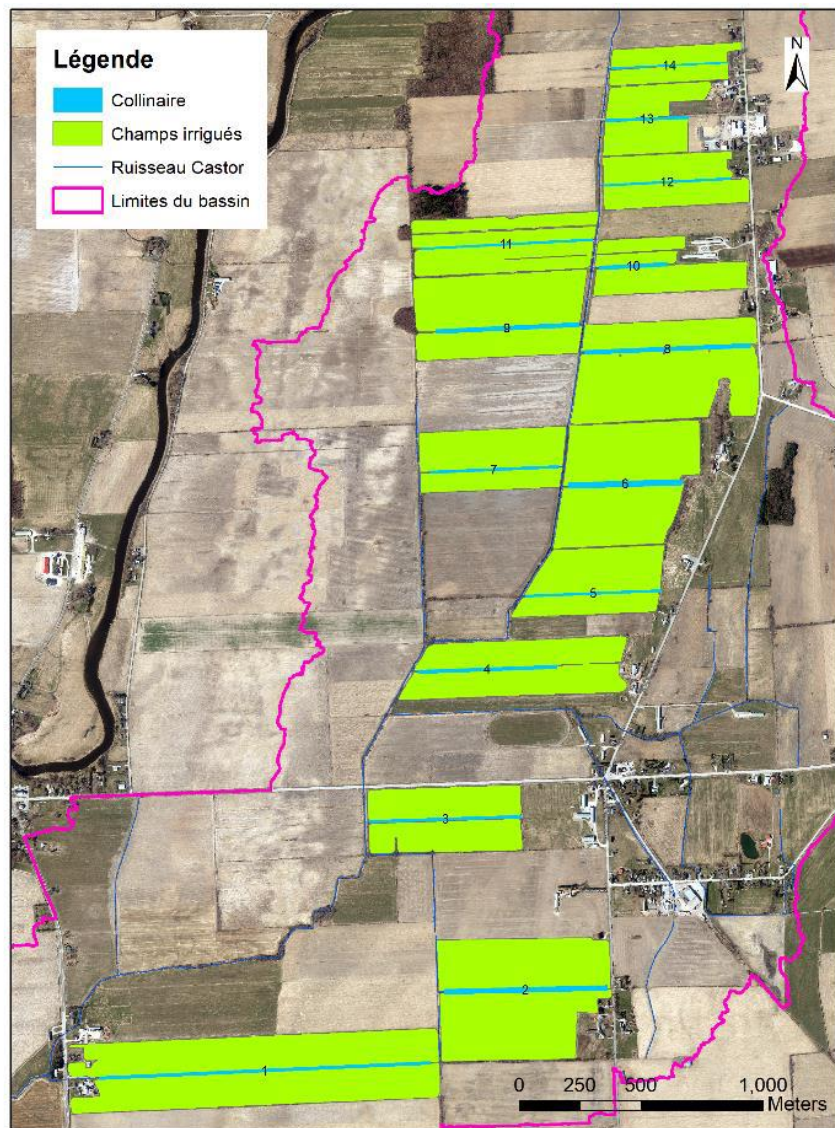 Légende
Collinaire
Champs irrigués
Ruisseau Castor
Limites du bassin
N
14
13
12
11
10
9
8
7
6
5
4
3
2
1
0 250 500 1,000
Meters